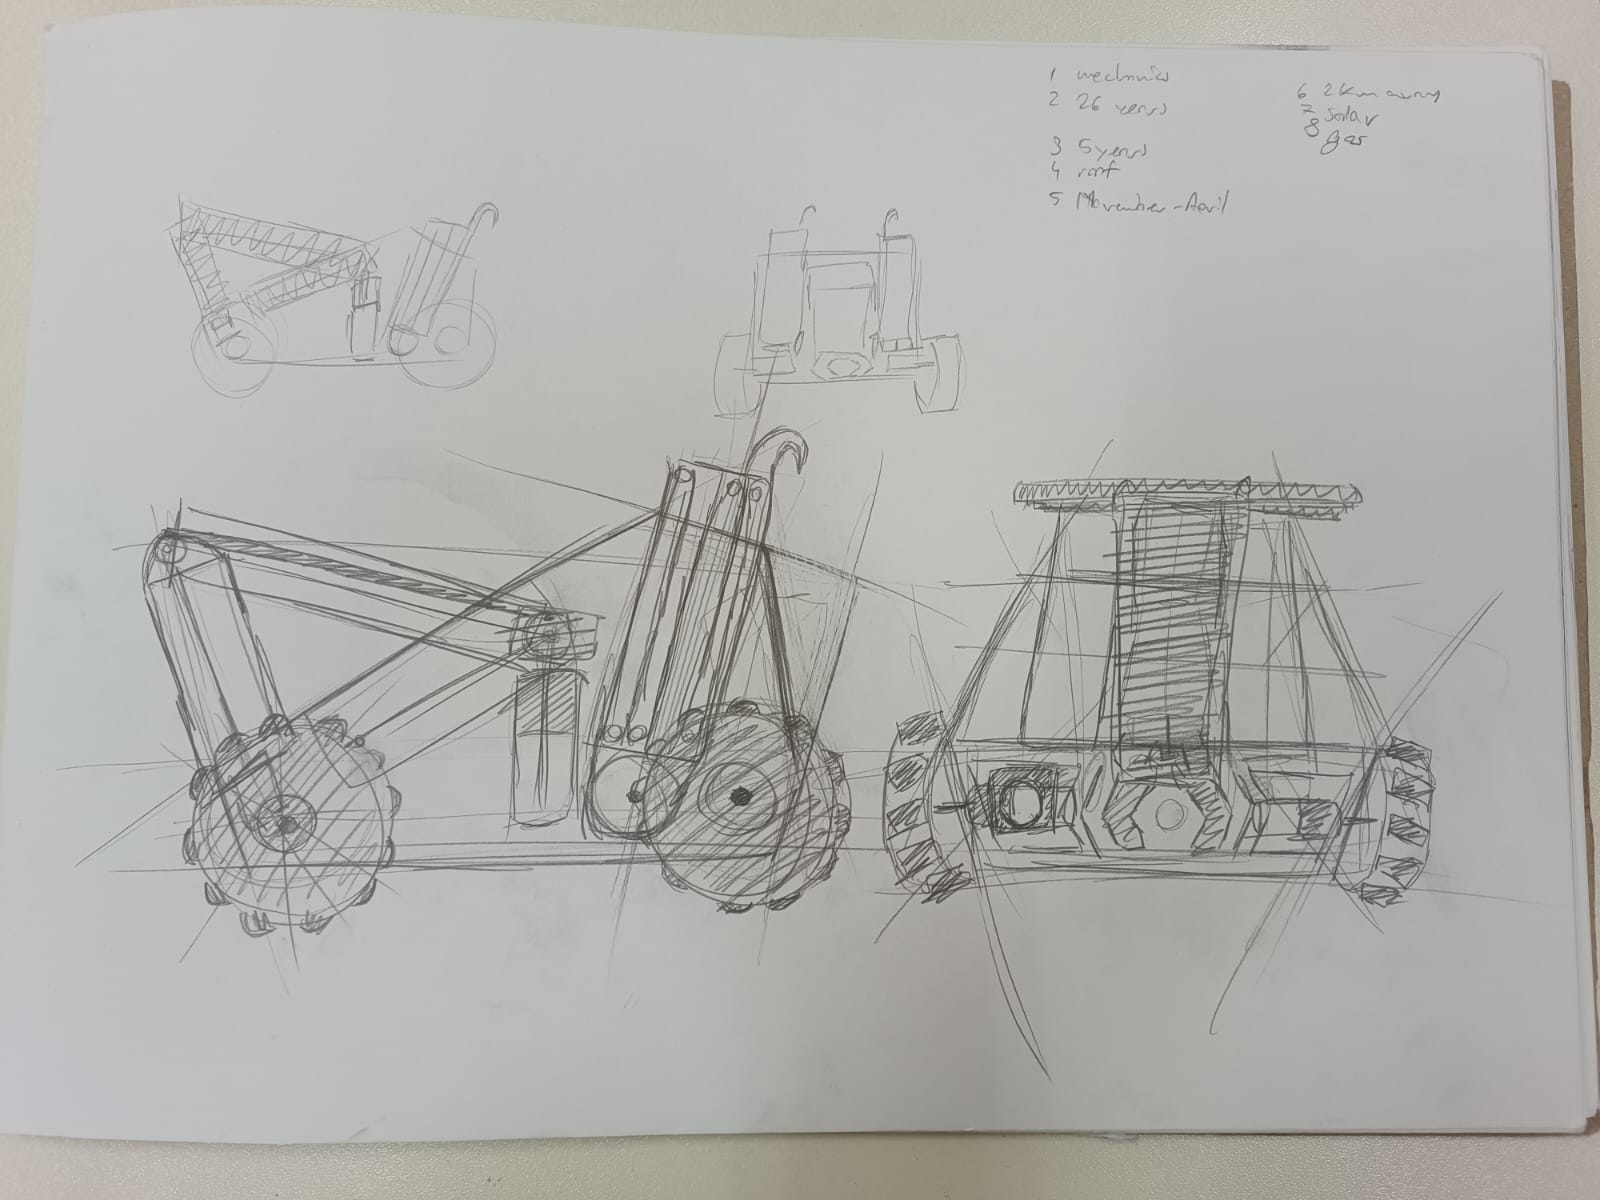 1 mechanics
2 26 years
3 5 years
4 roof
5 November - April
6 2 km away
7 Solar
8 gas